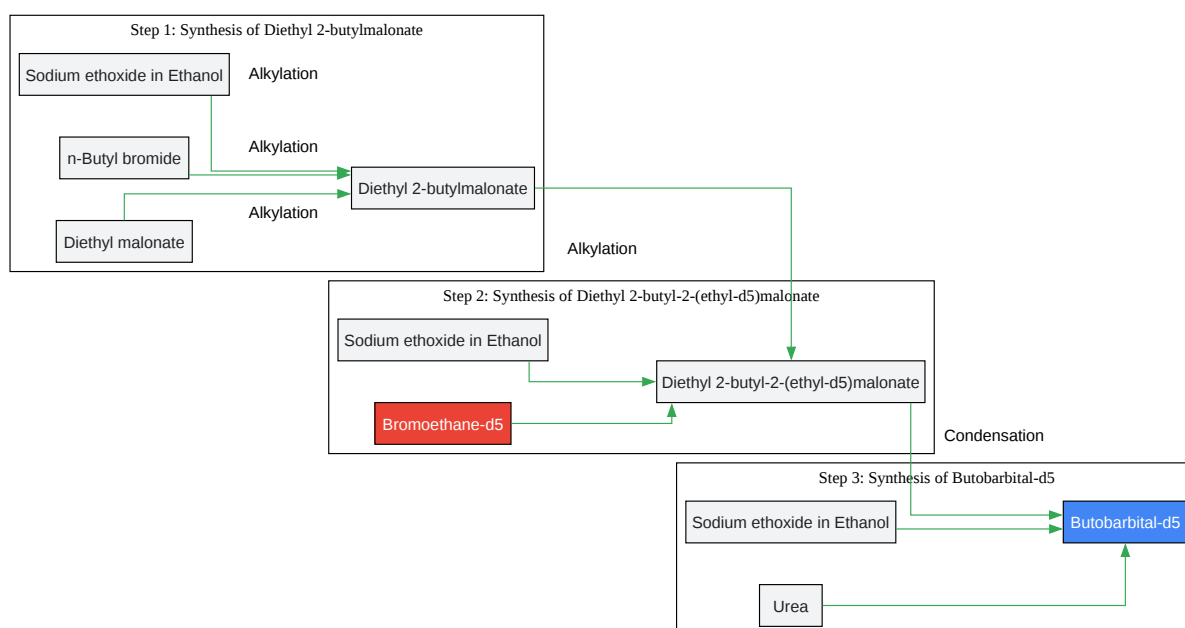 Step 1: Synthesis of Diethyl 2-butylmalonate
Sodium ethoxide in Ethanol
Alkylation
n-Butyl bromide
Alkylation
Diethyl 2-butylmalonate
Alkylation
Diethyl malonate
Alkylation
Step 2: Synthesis of Diethyl 2-butyl-2-(ethyl-d5)malonate
Sodium ethoxide in Ethanol
Diethyl 2-butyl-2-(ethyl-d5)malonate
Bromoethane-d5
Condensation
Step 3: Synthesis of Butobarbital-d5
Sodium ethoxide in Ethanol
Butobarbital-d5
Urea